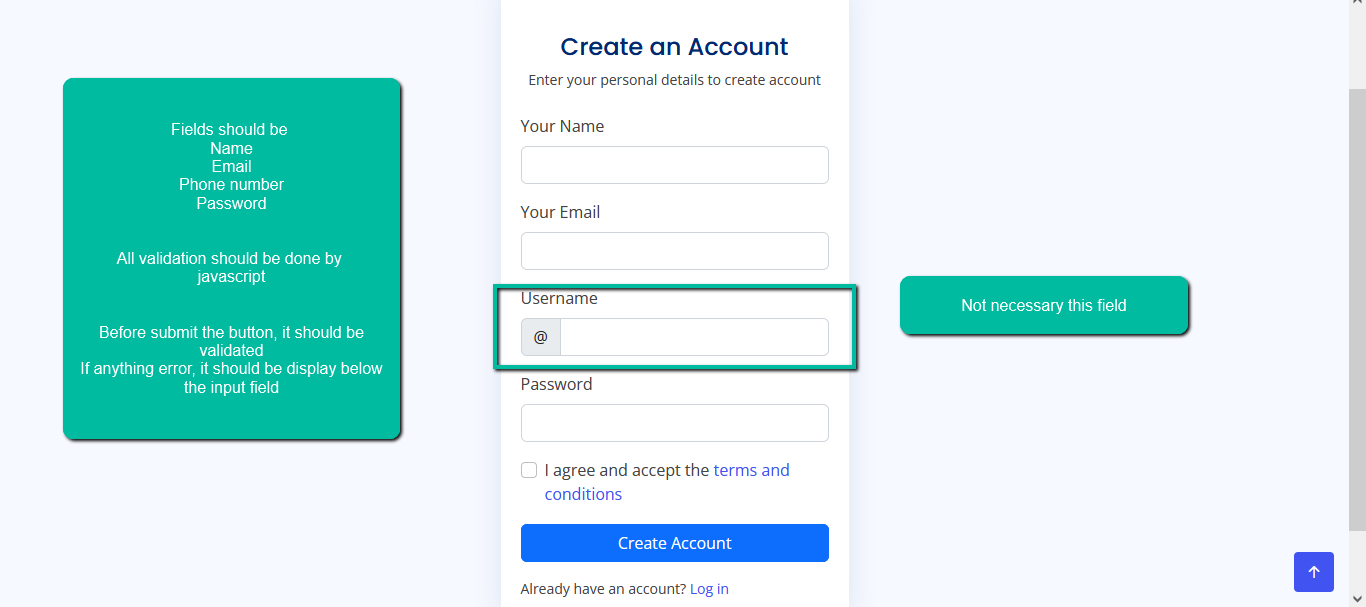 Create an Account
Enter your personal details to create account
Fields should be
Name
Email
Phone number
Password
All validation should be done by
javascript
Before submit the button, it should be
validated
If anything error, it should be display below
the input field
Your Name
Your Email
Username
@
Not necessary this field
Password
I agree and accept the terms and
conditions
Create Account
Already have an account? Log in